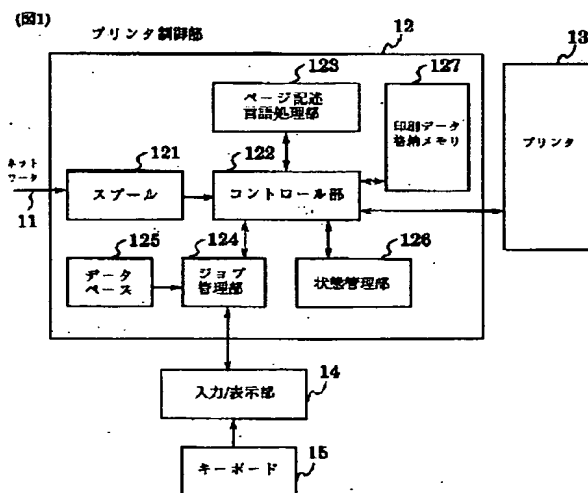 (図1)
プリンタ制御部
12
13
123
127
ページ記述
言語処理部
印刷データ
格納メモリ
プリンタ
ネット
ワーク
11
121
122
スプール
コントロール部
125
124
126
データ
ベース
ジョブ
管理部
状態管理部
入力/表示部
14
キーボード
15